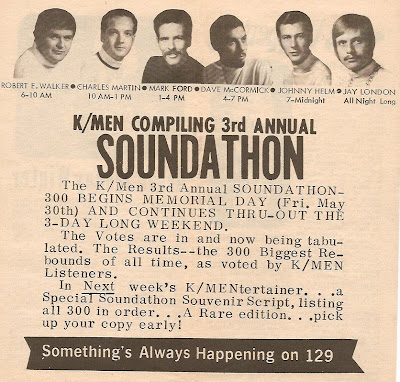 ROBERT E. WALKER • CHARLES MARTIN • MARK FORD • DAVE McCORMICK • JOHNNY HELM • JAY LONDON
6-10 AM 10 AM-1 PM 1-4 PM 4-7 PM 7-Midnight All Night Long
K/MEN COMPILING 3rd ANNUAL
SOUNDATHON
The K/Men 3rd Annual SOUNDATHON-
300 BEGINS MEMORIAL DAY (Fri. May
30th) AND CONTINUES THRU-OUT THE
3-DAY LONG WEEKEND.
The Votes are in and now being tabu-
lated. The Results--the 300 Biggest Re-
bounds of all time, as voted by K/MEN
Listeners.
In Next week's K/MENtertainer. . .a
Special Soundathon Souvenir Script, listing
all 300 in order. . .A Rare edition. . .pick
up your copy early!
Something's Always Happening on 129